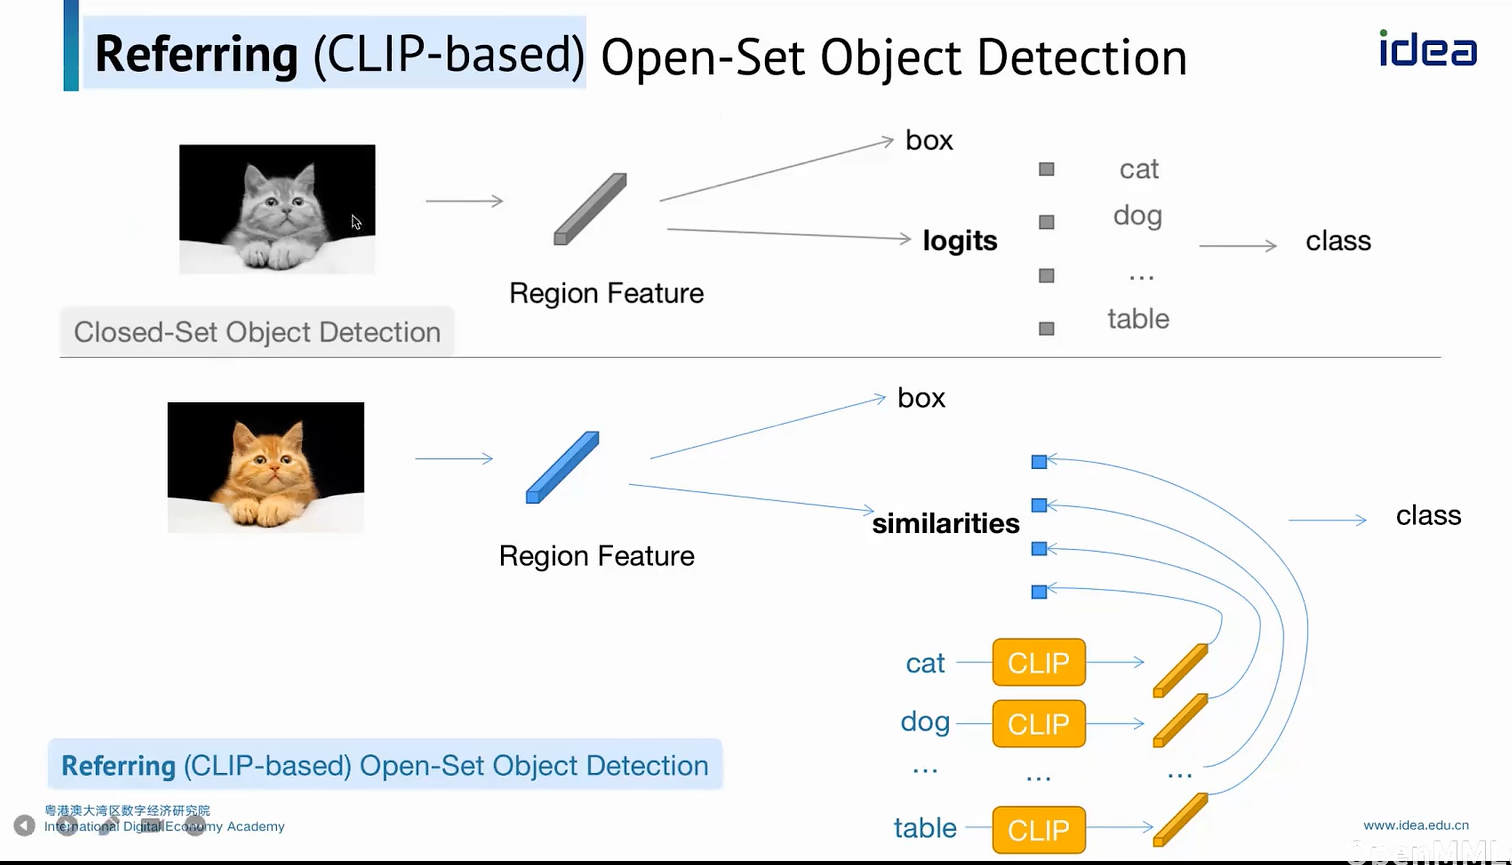 Referring (CLIP-based) Open-Set Object Detection
idea
box
cat
dog
logits
class
...
table
Region Feature
Closed-Set Object Detection
box
similarities
class
Region Feature
cat CLIP
dog CLIP
... ... ...
table CLIP
Referring (CLIP-based) Open-Set Object Detection
粤港澳大湾区数字经济研究院
International Digital Economy Academy
www.idea.edu.cn